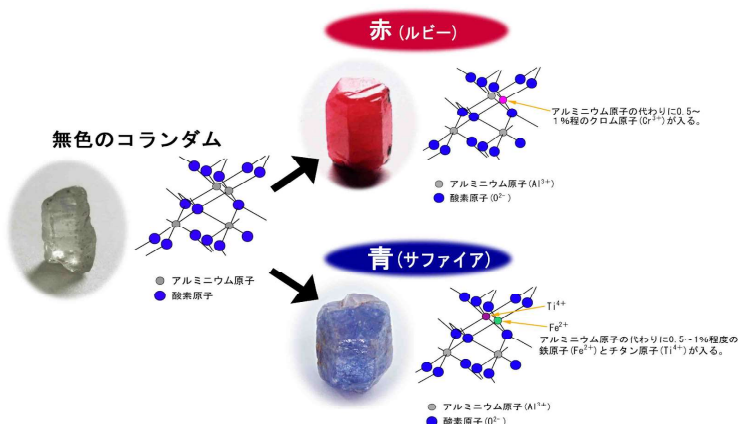 赤(ルビー)
アルミニウム原子の代わりに0.5~
1%程のクロム原子(Cr³⁺)が入る。
アルミニウム原子(Al³⁺)
酸素原子(O²⁻)
無色のコランダム
アルミニウム原子
酸素原子
青(サファイア)
Ti⁴⁺
Fe²⁺
アルミニウム原子の代わりに0.5~1%程度の
鉄原子(Fe²⁺)とチタン原子(Ti⁴⁺)が入る。
アルミニウム原子(Al³⁺)
酸素原子(O²⁻)